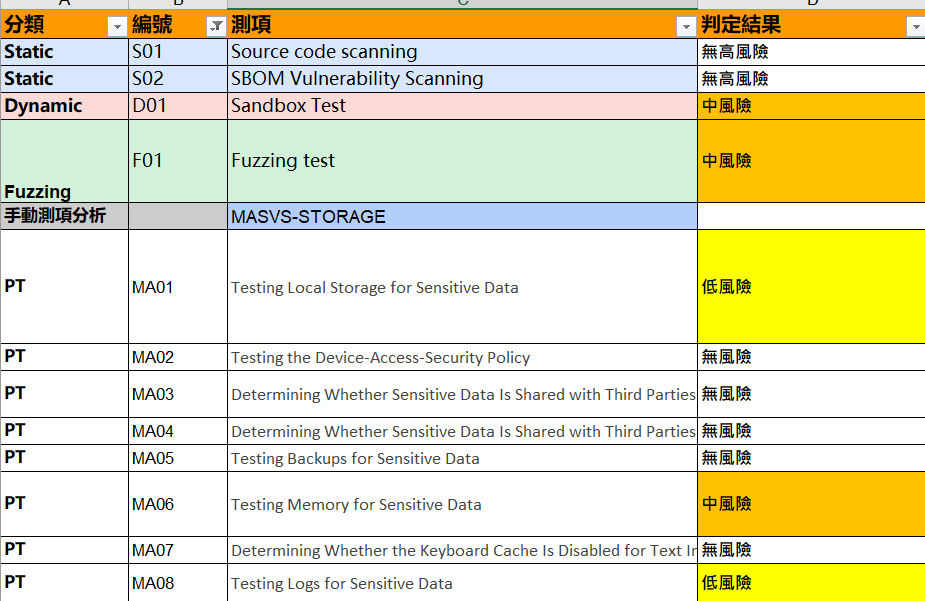 A B C D
分類 編號 測項 判定結果
Static S01 Source code scanning 無高風險
Static S02 SBOM Vulnerability Scanning 無高風險
Dynamic D01 Sandbox Test 中風險
Fuzzing F01 Fuzzing test 中風險
手動測項分析 MASVS-STORAGE
PT MA01 Testing Local Storage for Sensitive Data 低風險
PT MA02 Testing the Device-Access-Security Policy 無風險
PT MA03 Determining Whether Sensitive Data Is Shared with Third Parties 無風險
PT MA04 Determining Whether Sensitive Data Is Shared with Third Parties 無風險
PT MA05 Testing Backups for Sensitive Data 無風險
PT MA06 Testing Memory for Sensitive Data 中風險
PT MA07 Determining Whether the Keyboard Cache Is Disabled for Text 無風險
PT MA08 Testing Logs for Sensitive Data 低風險